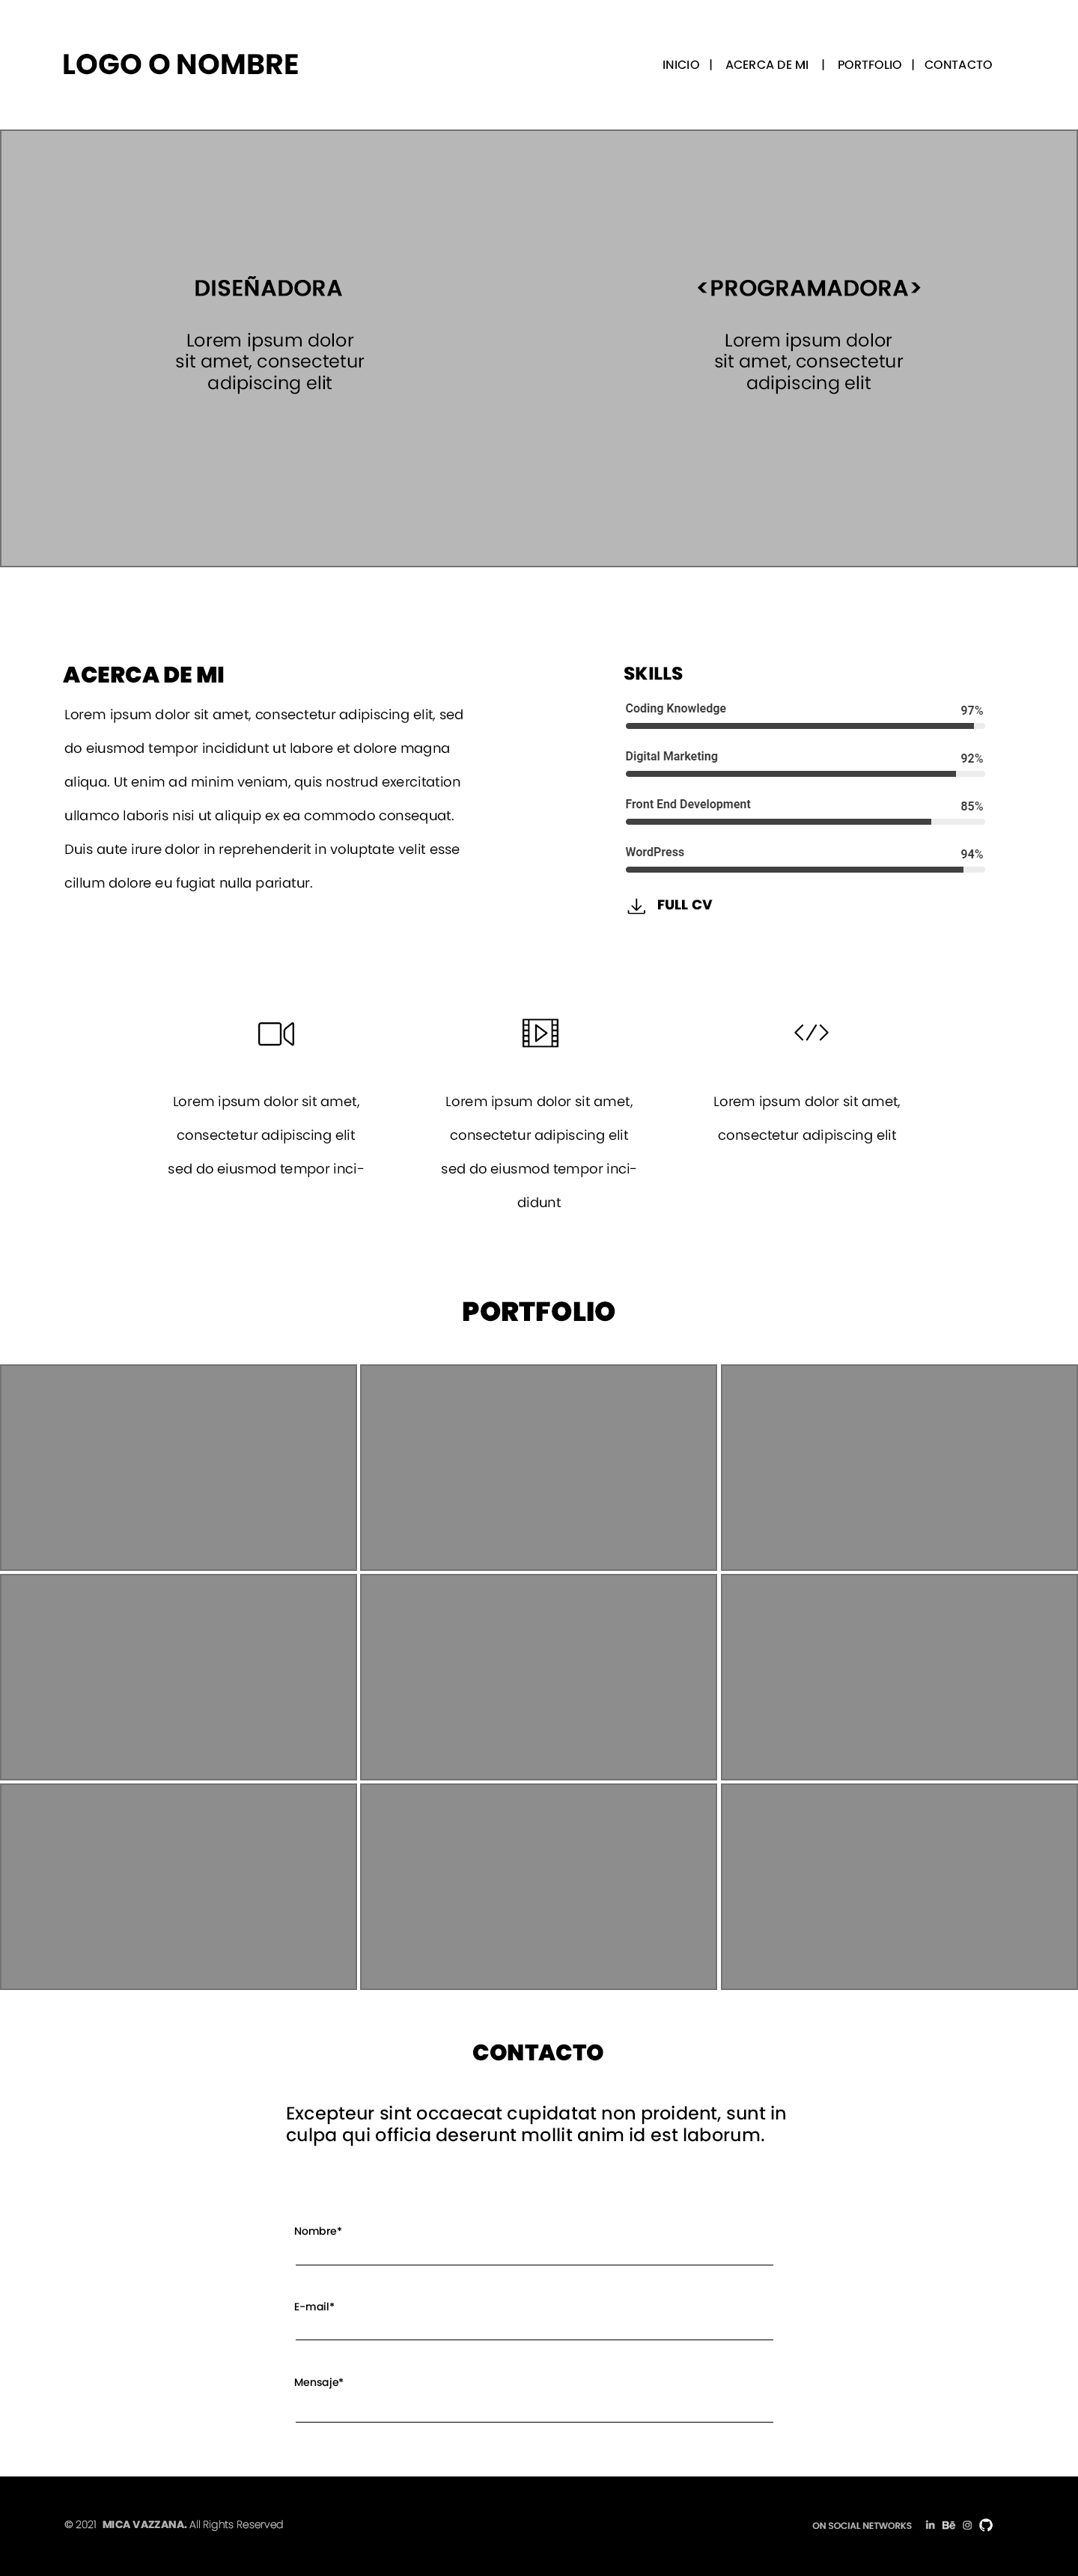 LOGO O NOMBRE
INICIO | ACERCA DE MI | PORTFOLIO | CONTACTO
DISEÑADORA
Lorem ipsum dolor
sit amet, consectetur
adipiscing elit
<PROGRAMADORA>
Lorem ipsum dolor
sit amet, consectetur
adipiscing elit
ACERCA DE MI
Lorem ipsum dolor sit amet, consectetur adipiscing elit, sed
do eiusmod tempor incididunt ut labore et dolore magna
aliqua. Ut enim ad minim veniam, quis nostrud exercitation
ullamco laboris nisi ut aliquip ex ea commodo consequat.
Duis aute irure dolor in reprehenderit in voluptate velit esse
cillum dolore eu fugiat nulla pariatur.
SKILLS
Coding Knowledge 97%
Digital Marketing 92%
Front End Development 85%
WordPress 94%
FULL CV
Lorem ipsum dolor sit amet,
consectetur adipiscing elit
sed do eiusmod tempor inci-
Lorem ipsum dolor sit amet,
consectetur adipiscing elit
sed do eiusmod tempor inci-
didunt
Lorem ipsum dolor sit amet,
consectetur adipiscing elit
PORTFOLIO
CONTACTO
Excepteur sint occaecat cupidatat non proident, sunt in
culpa qui officia deserunt mollit anim id est laborum.
Nombre*
E-mail*
Mensaje*
© 2021 MICA VAZZANA. All Rights Reserved
ON SOCIAL NETWORKS in Bē